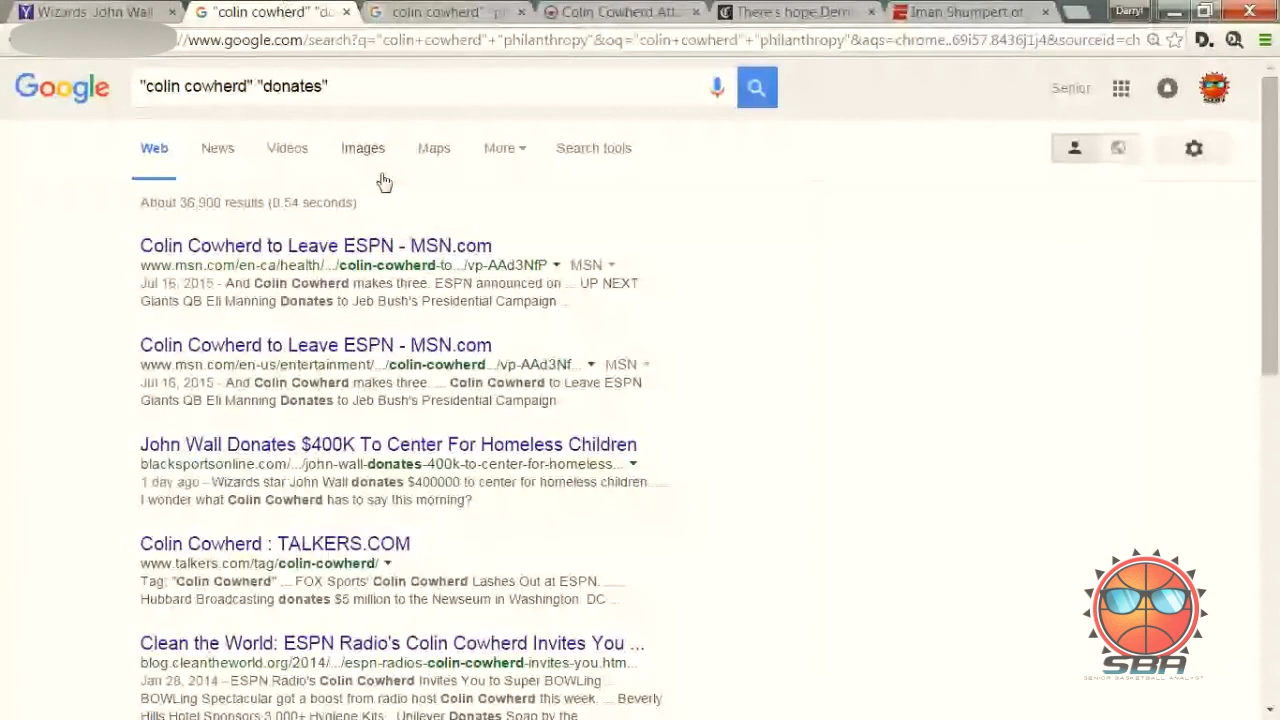 Wizards John Wall
"colin cowherd" "do
colin cowherd" "pl
Colin Cowherd Att
There's hope Dem
Iman Shumpert of
Darryl
//www.google.com/search?q="colin+cowherd"+"philanthropy"&oq="colin+cowherd"+"philanthropy"&aqs=chrome..69i57.8436j1j4&sourceid=ch
Google
"colin cowherd" "donates"
Senior
Web News Videos Images Maps More Search tools
About 36,900 results (0.54 seconds)
Colin Cowherd to Leave ESPN - MSN.com
www.msn.com/en-ca/health/.../colin-cowherd-to.../vp-AAd3NfP MSN
Jul 16, 2015 - And Colin Cowherd makes three. ESPN announced on ... UP NEXT
Giants QB Eli Manning Donates to Jeb Bush's Presidential Campaign ...
Colin Cowherd to Leave ESPN - MSN.com
www.msn.com/en-us/entertainment/.../colin-cowherd.../vp-AAd3Nf... MSN
Jul 16, 2015 - And Colin Cowherd makes three. ... Colin Cowherd to Leave ESPN
Giants QB Eli Manning Donates to Jeb Bush's Presidential Campaign
John Wall Donates $400K To Center For Homeless Children
blacksportsonline.com/.../john-wall-donates-400k-to-center-for-homeless...
1 day ago - Wizards star John Wall donates $400000 to center for homeless children. ...
I wonder what Colin Cowherd has to say this morning?
Colin Cowherd : TALKERS.COM
www.talkers.com/tag/colin-cowherd/
Tag: "Colin Cowherd" ... FOX Sports' Colin Cowherd Lashes Out at ESPN. ...
Hubbard Broadcasting donates $5 million to the Newseum in Washington DC ...
Clean the World: ESPN Radio's Colin Cowherd Invites You ...
blog.cleantheworld.org/2014/.../espn-radios-colin-cowherd-invites-you.htm...
Jan 28, 2014 - ESPN Radio's Colin Cowherd Invites You to Super BOWLing ...
BOWLing Spectacular got a boost from radio host Colin Cowherd this week. ... Beverly
Hills Hotel Sponsors 3,000+ Hygiene Kits · Unilever Donates Soap by the
SBA
SENIOR BASKETBALL ANALYST